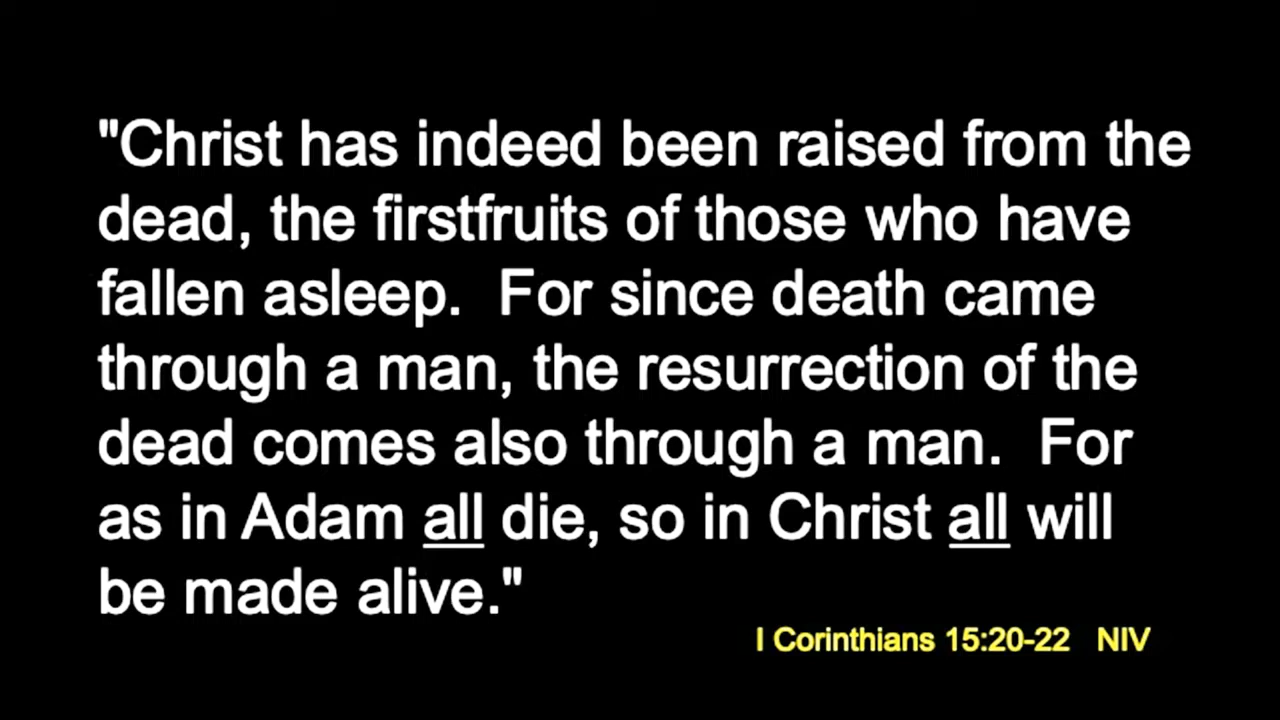 "Christ has indeed been raised from the
dead, the firstfruits of those who have
fallen asleep.  For since death came
through a man, the resurrection of the
dead comes also through a man.  For
as in Adam all die, so in Christ all will
be made alive."
I Corinthians 15:20-22   NIV